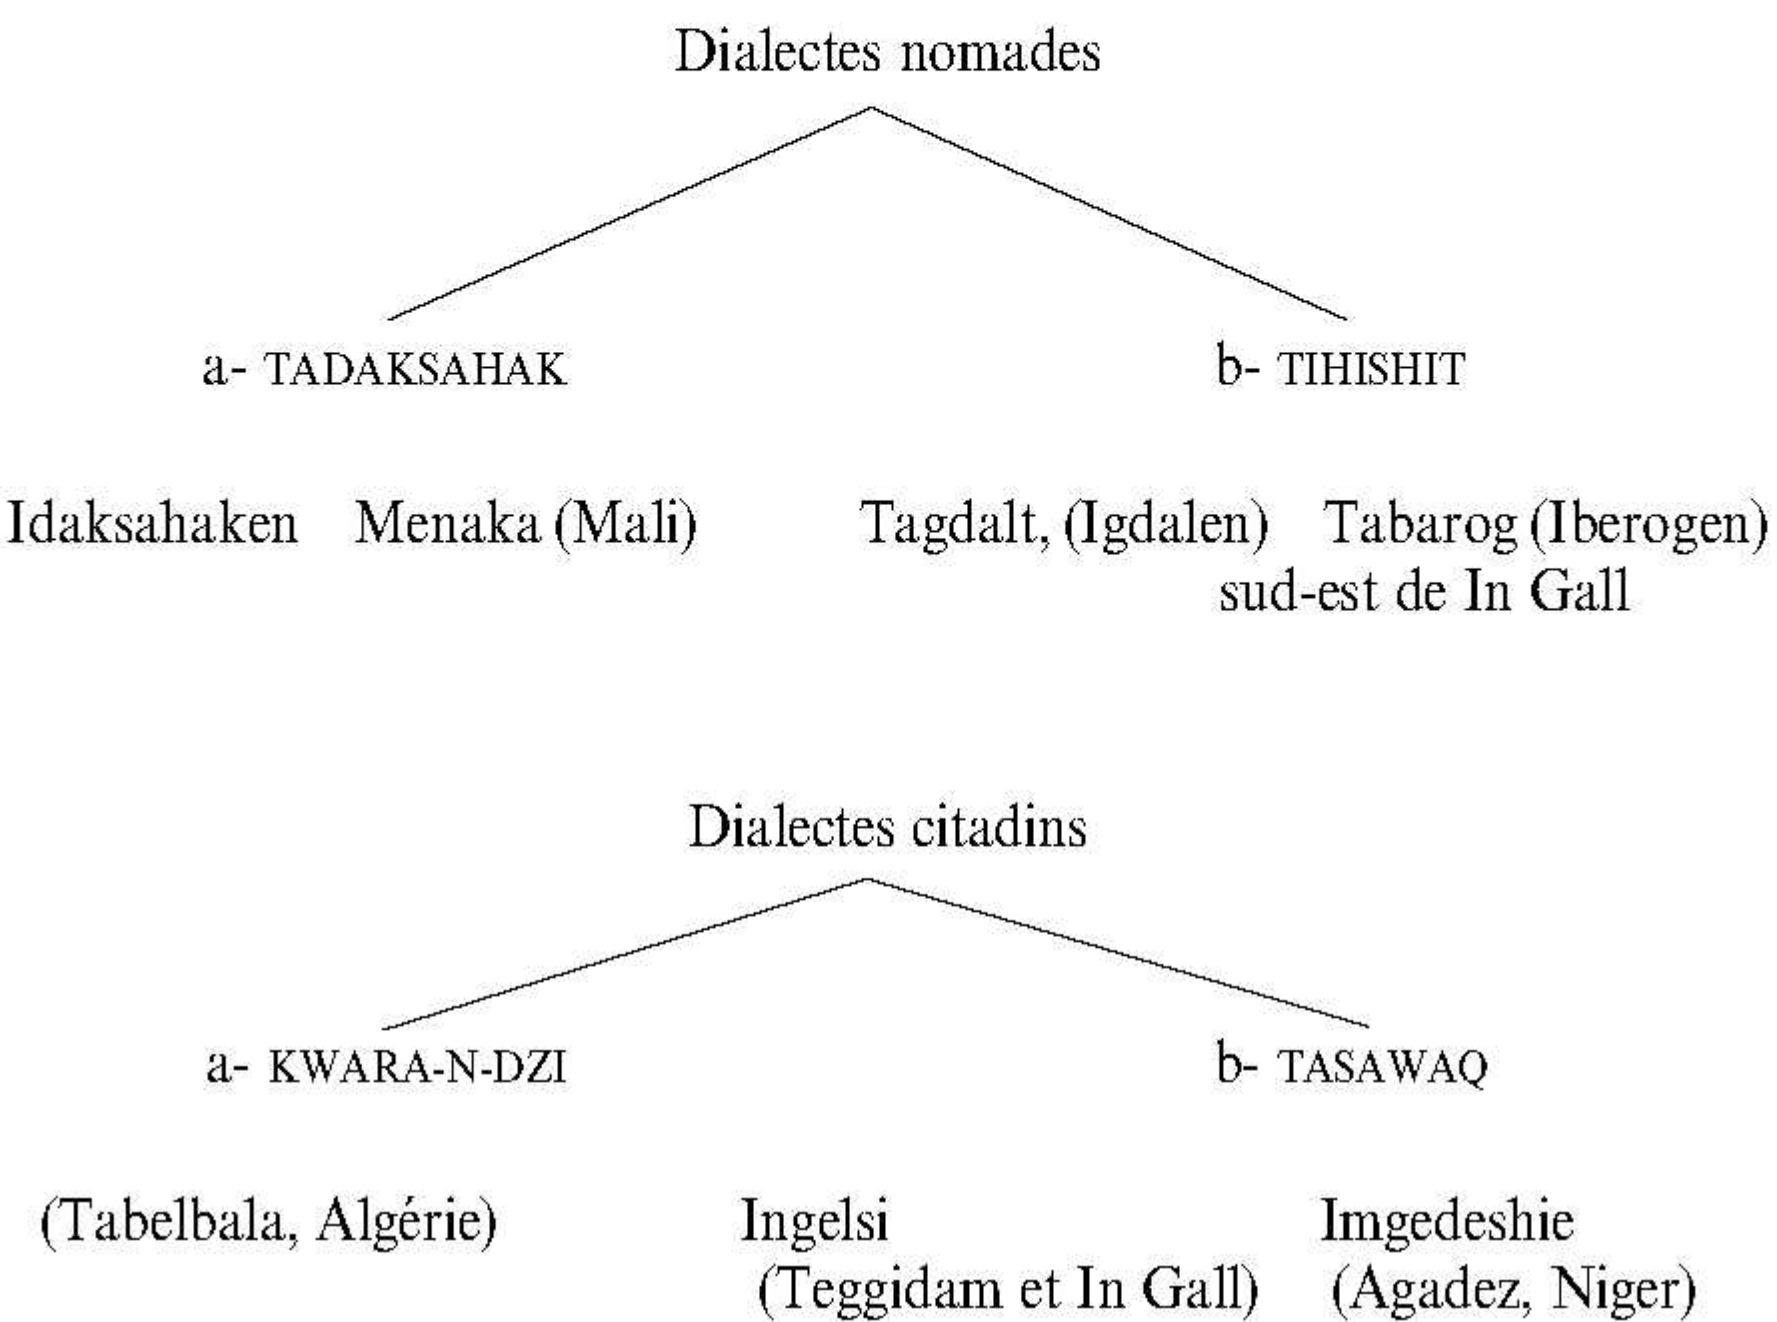 Dialectes nomades
a- TADAKSAHAK b- TIHISHIT
Idaksahaken Menaka (Mali) Tagdalt, (Igdalen) Tabarog (Iberogen)
sud-est de In Gall
Dialectes citadins
a- KWARA-N-DZI b- TASAWAQ
(Tabelbala, Algérie) Ingelsi Imgedeshie
(Teggidam et In Gall) (Agadez, Niger)